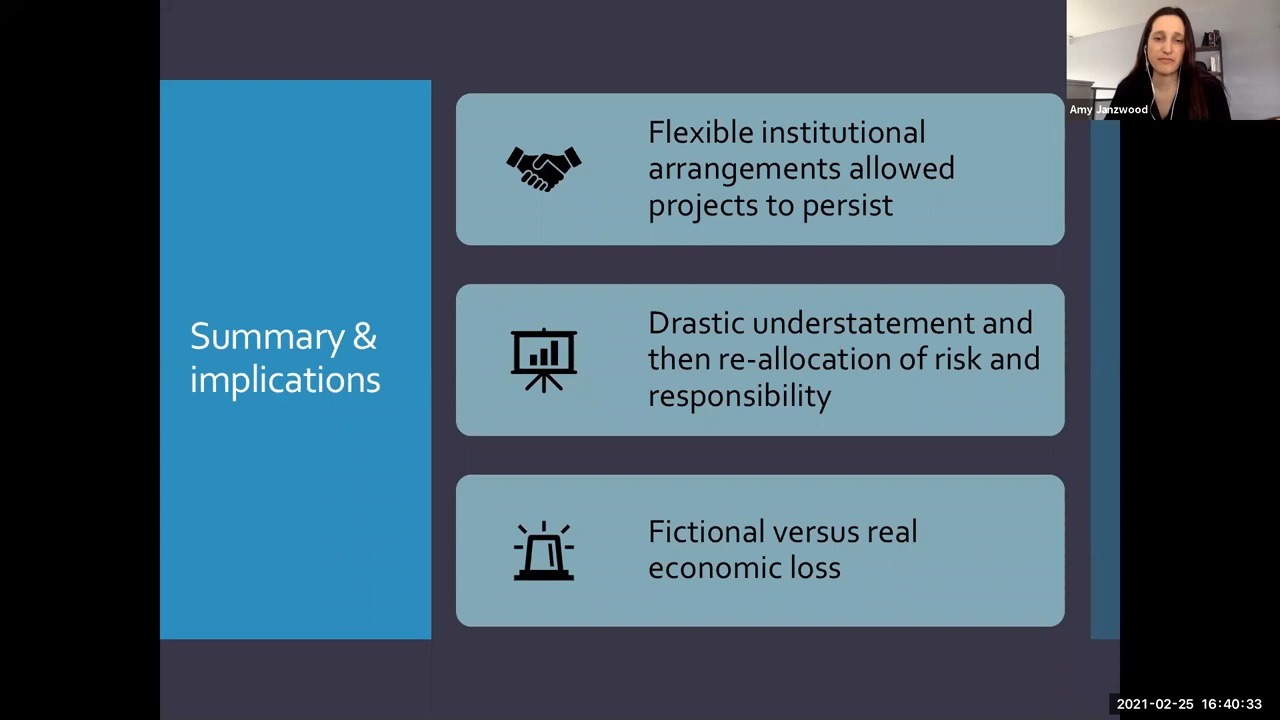 Amy Janzwood
Flexible institutional
arrangements allowed
projects to persist
Summary &
implications
Drastic understatement and
then re-allocation of risk and
responsibility
Fictional versus real
economic loss
2021-02-25 16:40:33